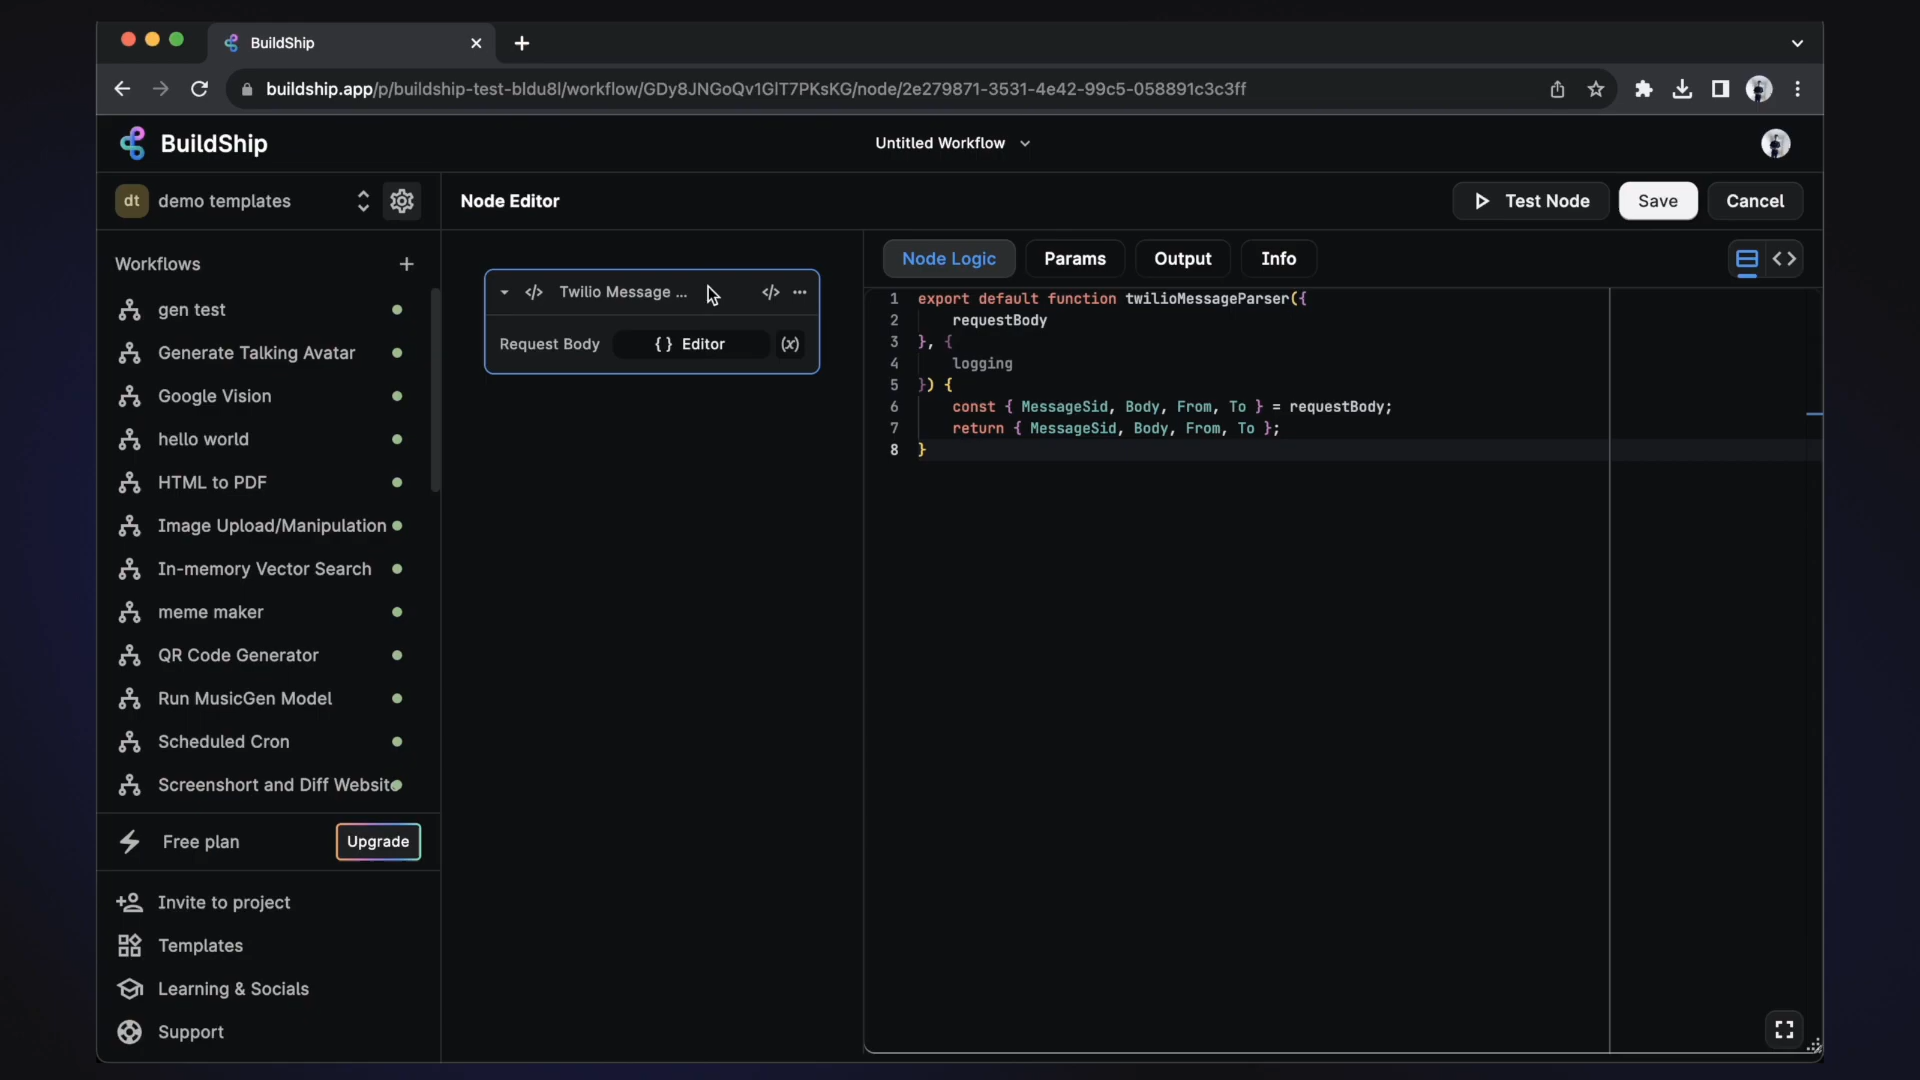 BuildShip
buildship.app/p/buildship-test-bldu8l/workflow/GDy8JNGoQv1GlT7PKsKG/node/2e279871-3531-4e42-99c5-058891c3c3ff
BuildShip
Untitled Workflow
dt demo templates
Node Editor
Test Node
Save
Cancel
Workflows
gen test
Generate Talking Avatar
Google Vision
hello world
HTML to PDF
Image Upload/Manipulation
In-memory Vector Search
meme maker
QR Code Generator
Run MusicGen Model
Scheduled Cron
Screenshort and Diff Website
Free plan
Upgrade
Invite to project
Templates
Learning & Socials
Support
</> Twilio Message ... </> ...
Request Body { } Editor (x)
Node Logic
Params
Output
Info
1 export default function twilioMessageParser({
2     requestBody
3 }, {
4     logging
5 }) {
6     const { MessageSid, Body, From, To } = requestBody;
7     return { MessageSid, Body, From, To };
8 }